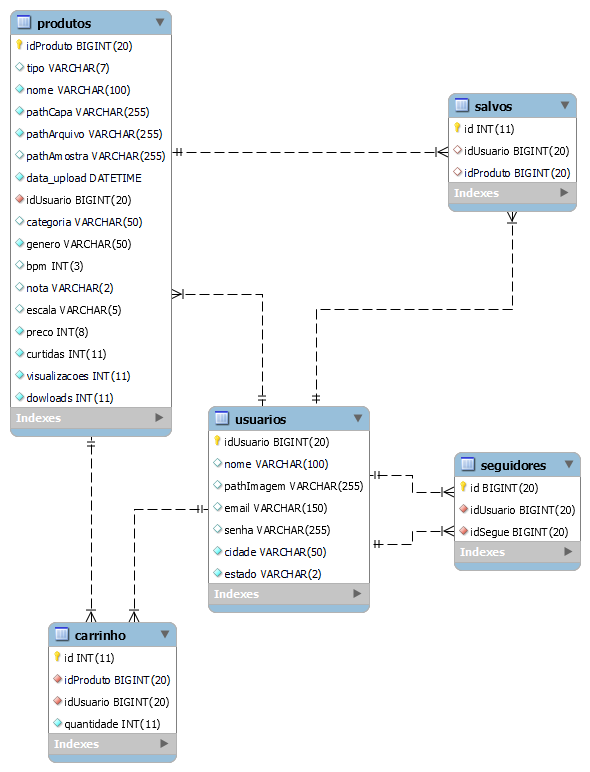 produtos
idProduto BIGINT(20)
tipo VARCHAR(7)
nome VARCHAR(100)
pathCapa VARCHAR(255)
pathArquivo VARCHAR(255)
pathAmostra VARCHAR(255)
data_upload DATETIME
idUsuario BIGINT(20)
categoria VARCHAR(50)
genero VARCHAR(50)
bpm INT(3)
nota VARCHAR(2)
escala VARCHAR(5)
preco INT(8)
curtidas INT(11)
visualizacoes INT(11)
dowloads INT(11)
Indexes
salvos
id INT(11)
idUsuario BIGINT(20)
idProduto BIGINT(20)
Indexes
usuarios
idUsuario BIGINT(20)
nome VARCHAR(100)
pathImagem VARCHAR(255)
email VARCHAR(150)
senha VARCHAR(255)
cidade VARCHAR(50)
estado VARCHAR(2)
Indexes
seguidores
id BIGINT(20)
idUsuario BIGINT(20)
idSegue BIGINT(20)
Indexes
carrinho
id INT(11)
idProduto BIGINT(20)
idUsuario BIGINT(20)
quantidade INT(11)
Indexes